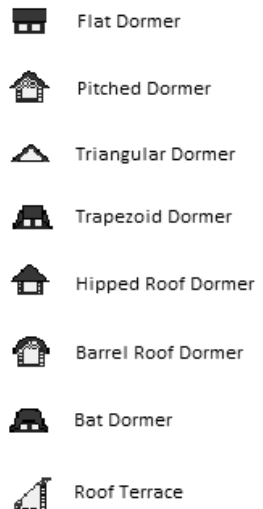 Flat Dormer
Pitched Dormer
Triangular Dormer
Trapezoid Dormer
Hipped Roof Dormer
Barrel Roof Dormer
Bat Dormer
Roof Terrace